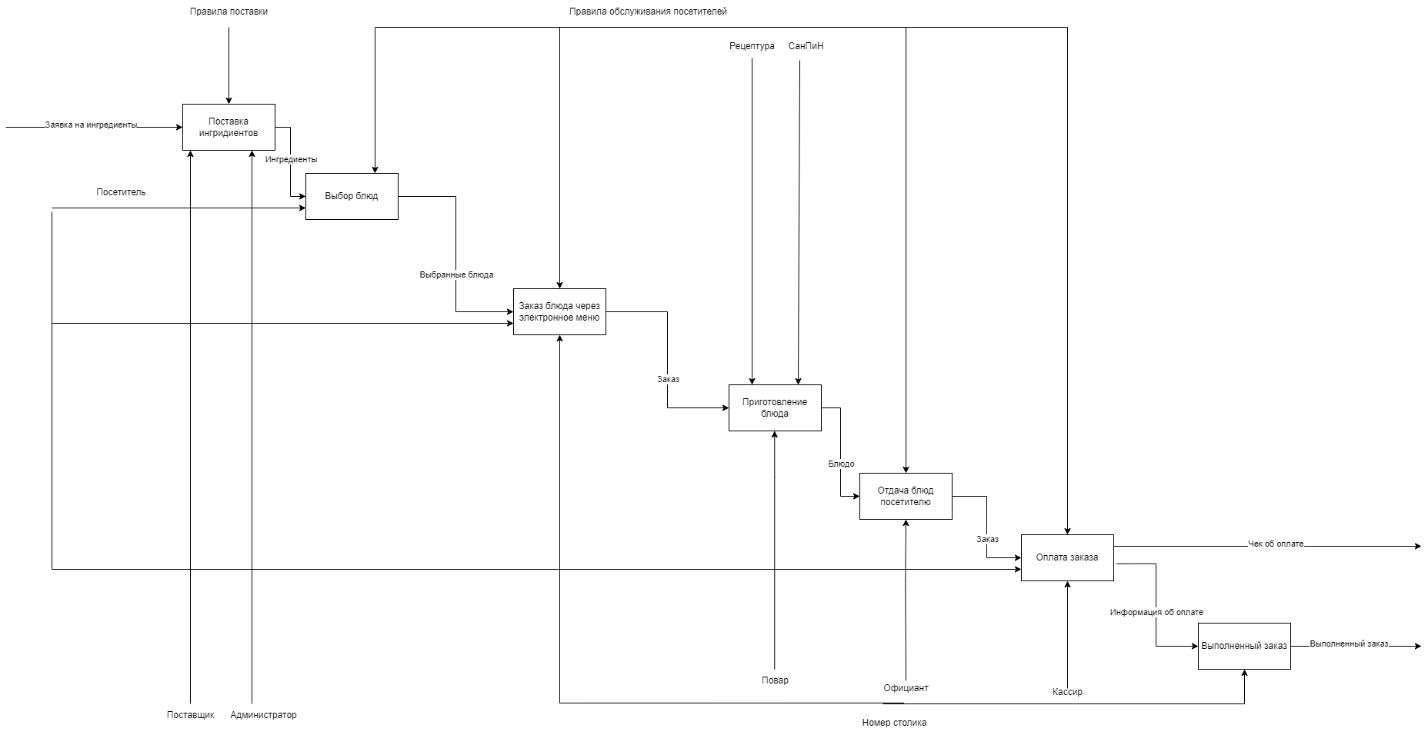 Правила поставки
Правила обслуживания посетителей
Рецептура
СанПиН
Заявка на ингредиенты
Поставка
ингридиентов
Ингредиенты
Посетитель
Выбор блюд
Выбранные блюда
Заказ блюда через
электронное меню
Заказ
Приготовление
блюда
Блюдо
Отдача блюд
посетителю
Заказ
Оплата заказа
Чек об оплате
Информация об оплате
Выполненный заказ
Выполненный заказ
Повар
Официант
Кассир
Поставщик
Администратор
Номер столика